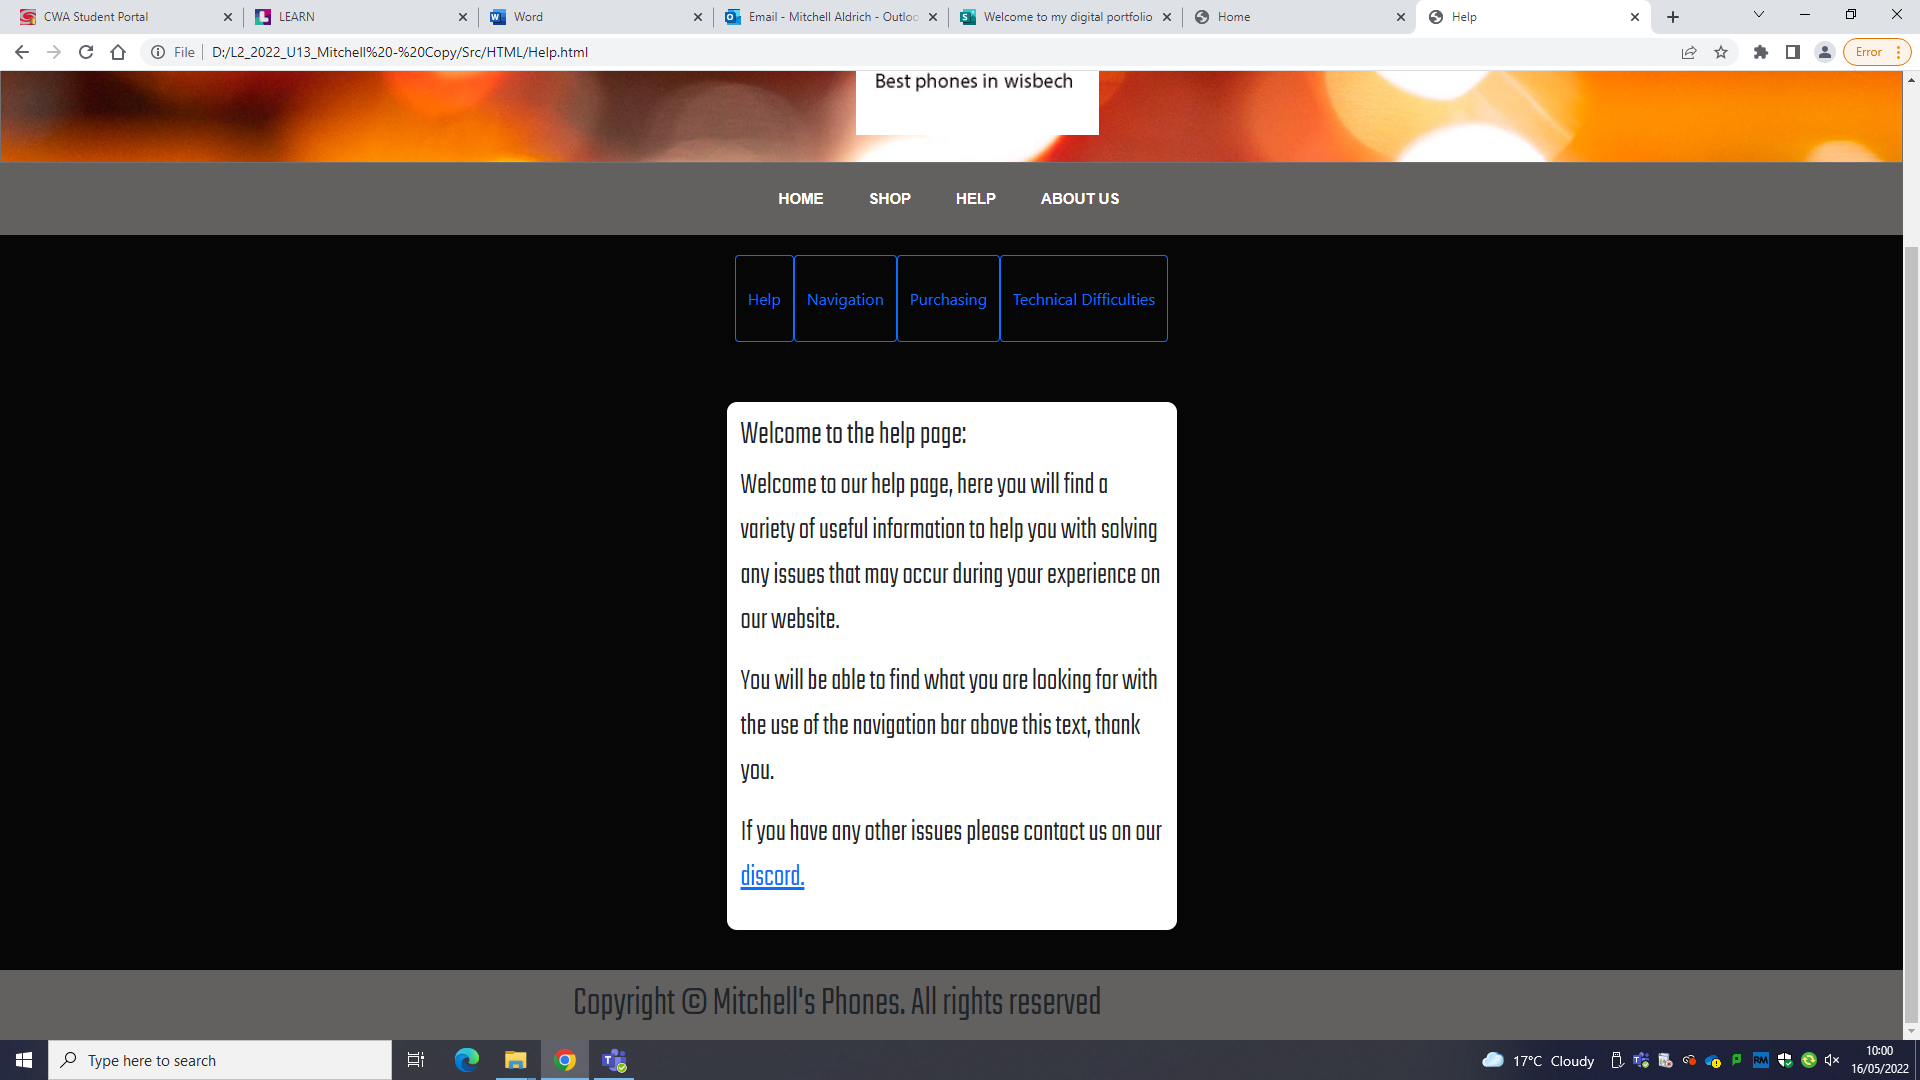 CWA Student Portal
LEARN
Word
Email - Mitchell Aldrich - Outloo
Welcome to my digital portfolio
Home
Help
File
D:/L2_2022_U13_Mitchell%20-%20Copy/Src/HTML/Help.html
Error
Best phones in wisbech
HOME SHOP HELP ABOUT US
Help Navigation Purchasing Technical Difficulties
Welcome to the help page:
Welcome to our help page, here you will find a
variety of useful information to help you with solving
any issues that may occur during your experience on
our website.
You will be able to find what you are looking for with
the use of the navigation bar above this text, thank
you.
If you have any other issues please contact us on our
discord.
Copyright © Mitchell's Phones. All rights reserved
Type here to search
17°C Cloudy
RM
10:00
16/05/2022